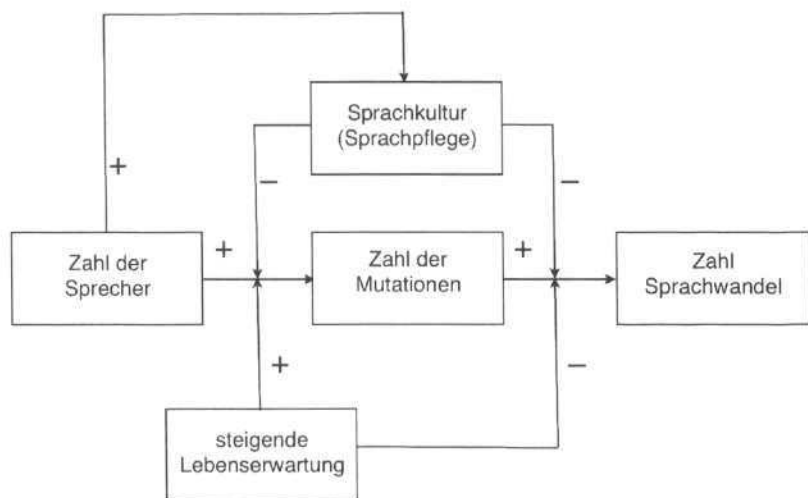 Sprachkultur
(Sprachpflege)
+
–
–
Zahl der
Sprecher
+
Zahl der
Mutationen
+
Zahl
Sprachwandel
+
–
steigende
Lebenserwartung